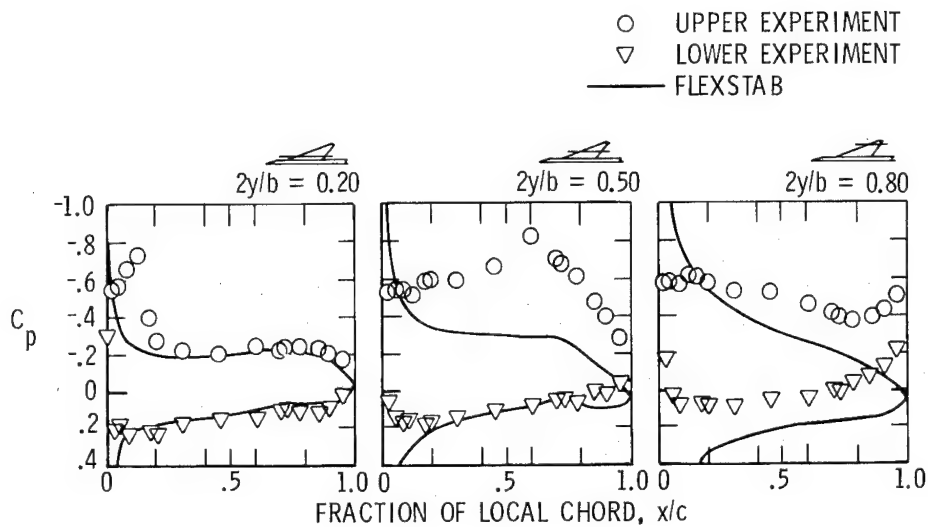 UPPER EXPERIMENT
LOWER EXPERIMENT
FLEXSTAB
2y/b = 0.20
2y/b = 0.50
2y/b = 0.80
-1.0
-.8
-.6
-.4
-.2
0
.2
.4
Cp
0 .5 1.0 0 .5 1.0 0 .5 1.0
FRACTION OF LOCAL CHORD, x/c